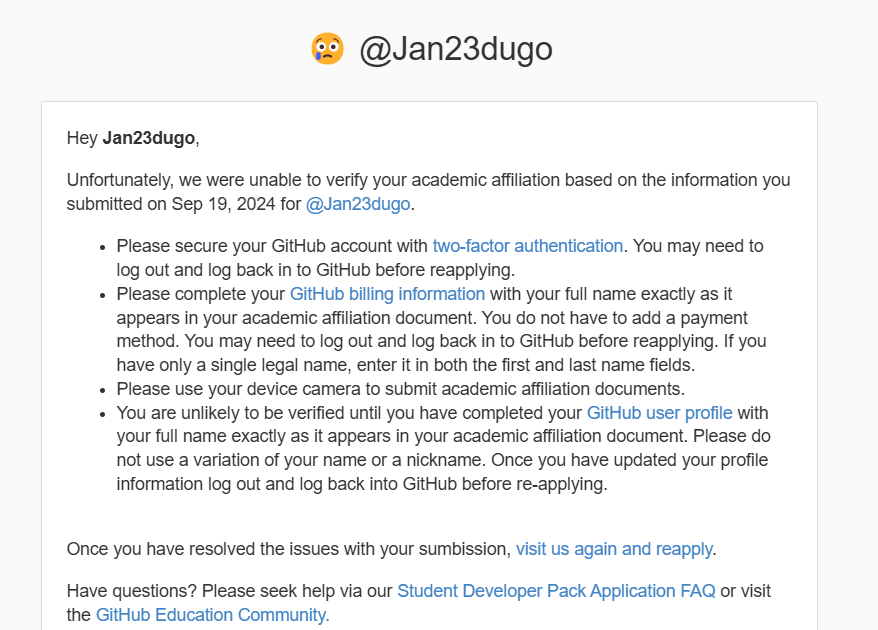 @Jan23dugo
Hey Jan23dugo,
Unfortunately, we were unable to verify your academic affiliation based on the information you
submitted on Sep 19, 2024 for @Jan23dugo.
• Please secure your GitHub account with two-factor authentication. You may need to
log out and log back in to GitHub before reapplying.
• Please complete your GitHub billing information with your full name exactly as it
appears in your academic affiliation document. You do not have to add a payment
method. You may need to log out and log back in to GitHub before reapplying. If you
have only a single legal name, enter it in both the first and last name fields.
• Please use your device camera to submit academic affiliation documents.
• You are unlikely to be verified until you have completed your GitHub user profile with
your full name exactly as it appears in your academic affiliation document. Please do
not use a variation of your name or a nickname. Once you have updated your profile
information log out and log back into GitHub before re-applying.
Once you have resolved the issues with your sumbission, visit us again and reapply.
Have questions? Please seek help via our Student Developer Pack Application FAQ or visit
the GitHub Education Community.